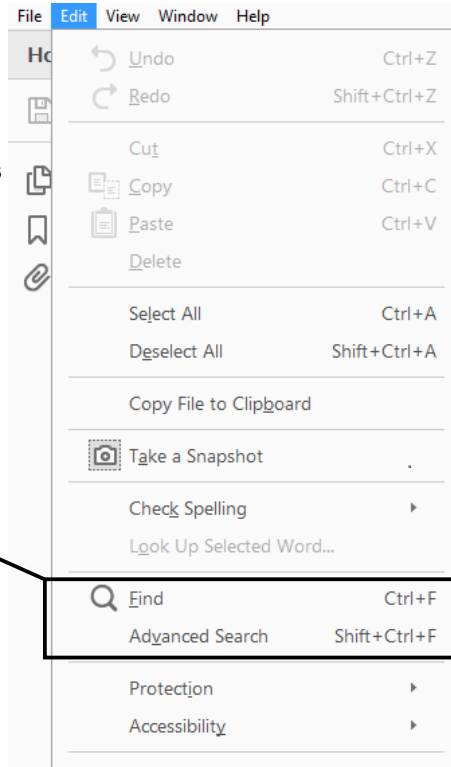 File Edit View Window Help
Undo Ctrl+Z
Redo Shift+Ctrl+Z
Cut Ctrl+X
Copy Ctrl+C
Paste Ctrl+V
Delete
Select All Ctrl+A
Deselect All Shift+Ctrl+A
Copy File to Clipboard
Take a Snapshot
Check Spelling
Look Up Selected Word...
Find Ctrl+F
Advanced Search Shift+Ctrl+F
Protection
Accessibility